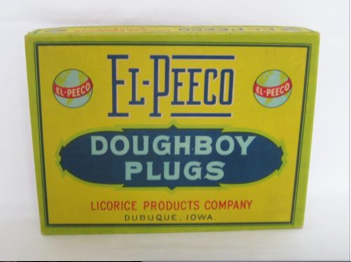 EL-PEECO
EL-PEECO
EL-PEECO
DOUGHBOY
PLUGS
LICORICE PRODUCTS COMPANY
DUBUQUE, IOWA